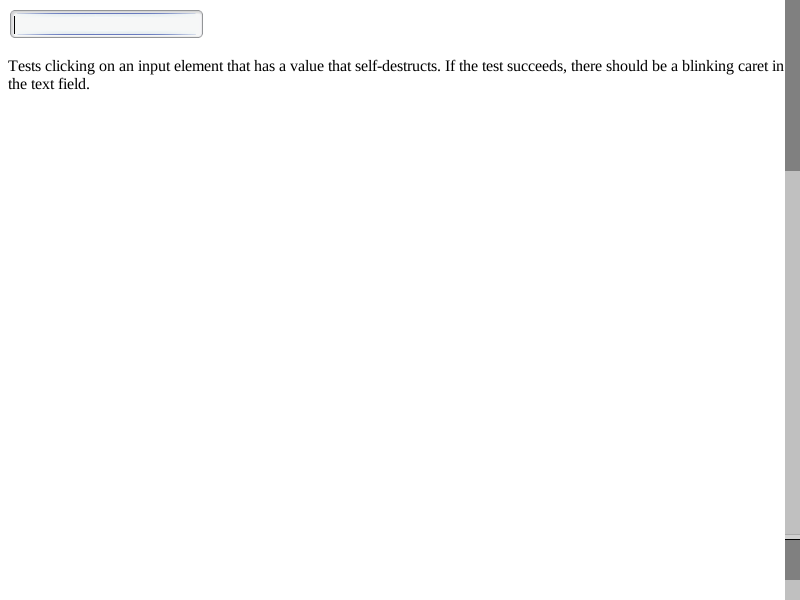 Tests clicking on an input element that has a value that self-destructs. If the test succeeds, there should be a blinking caret in
the text field.